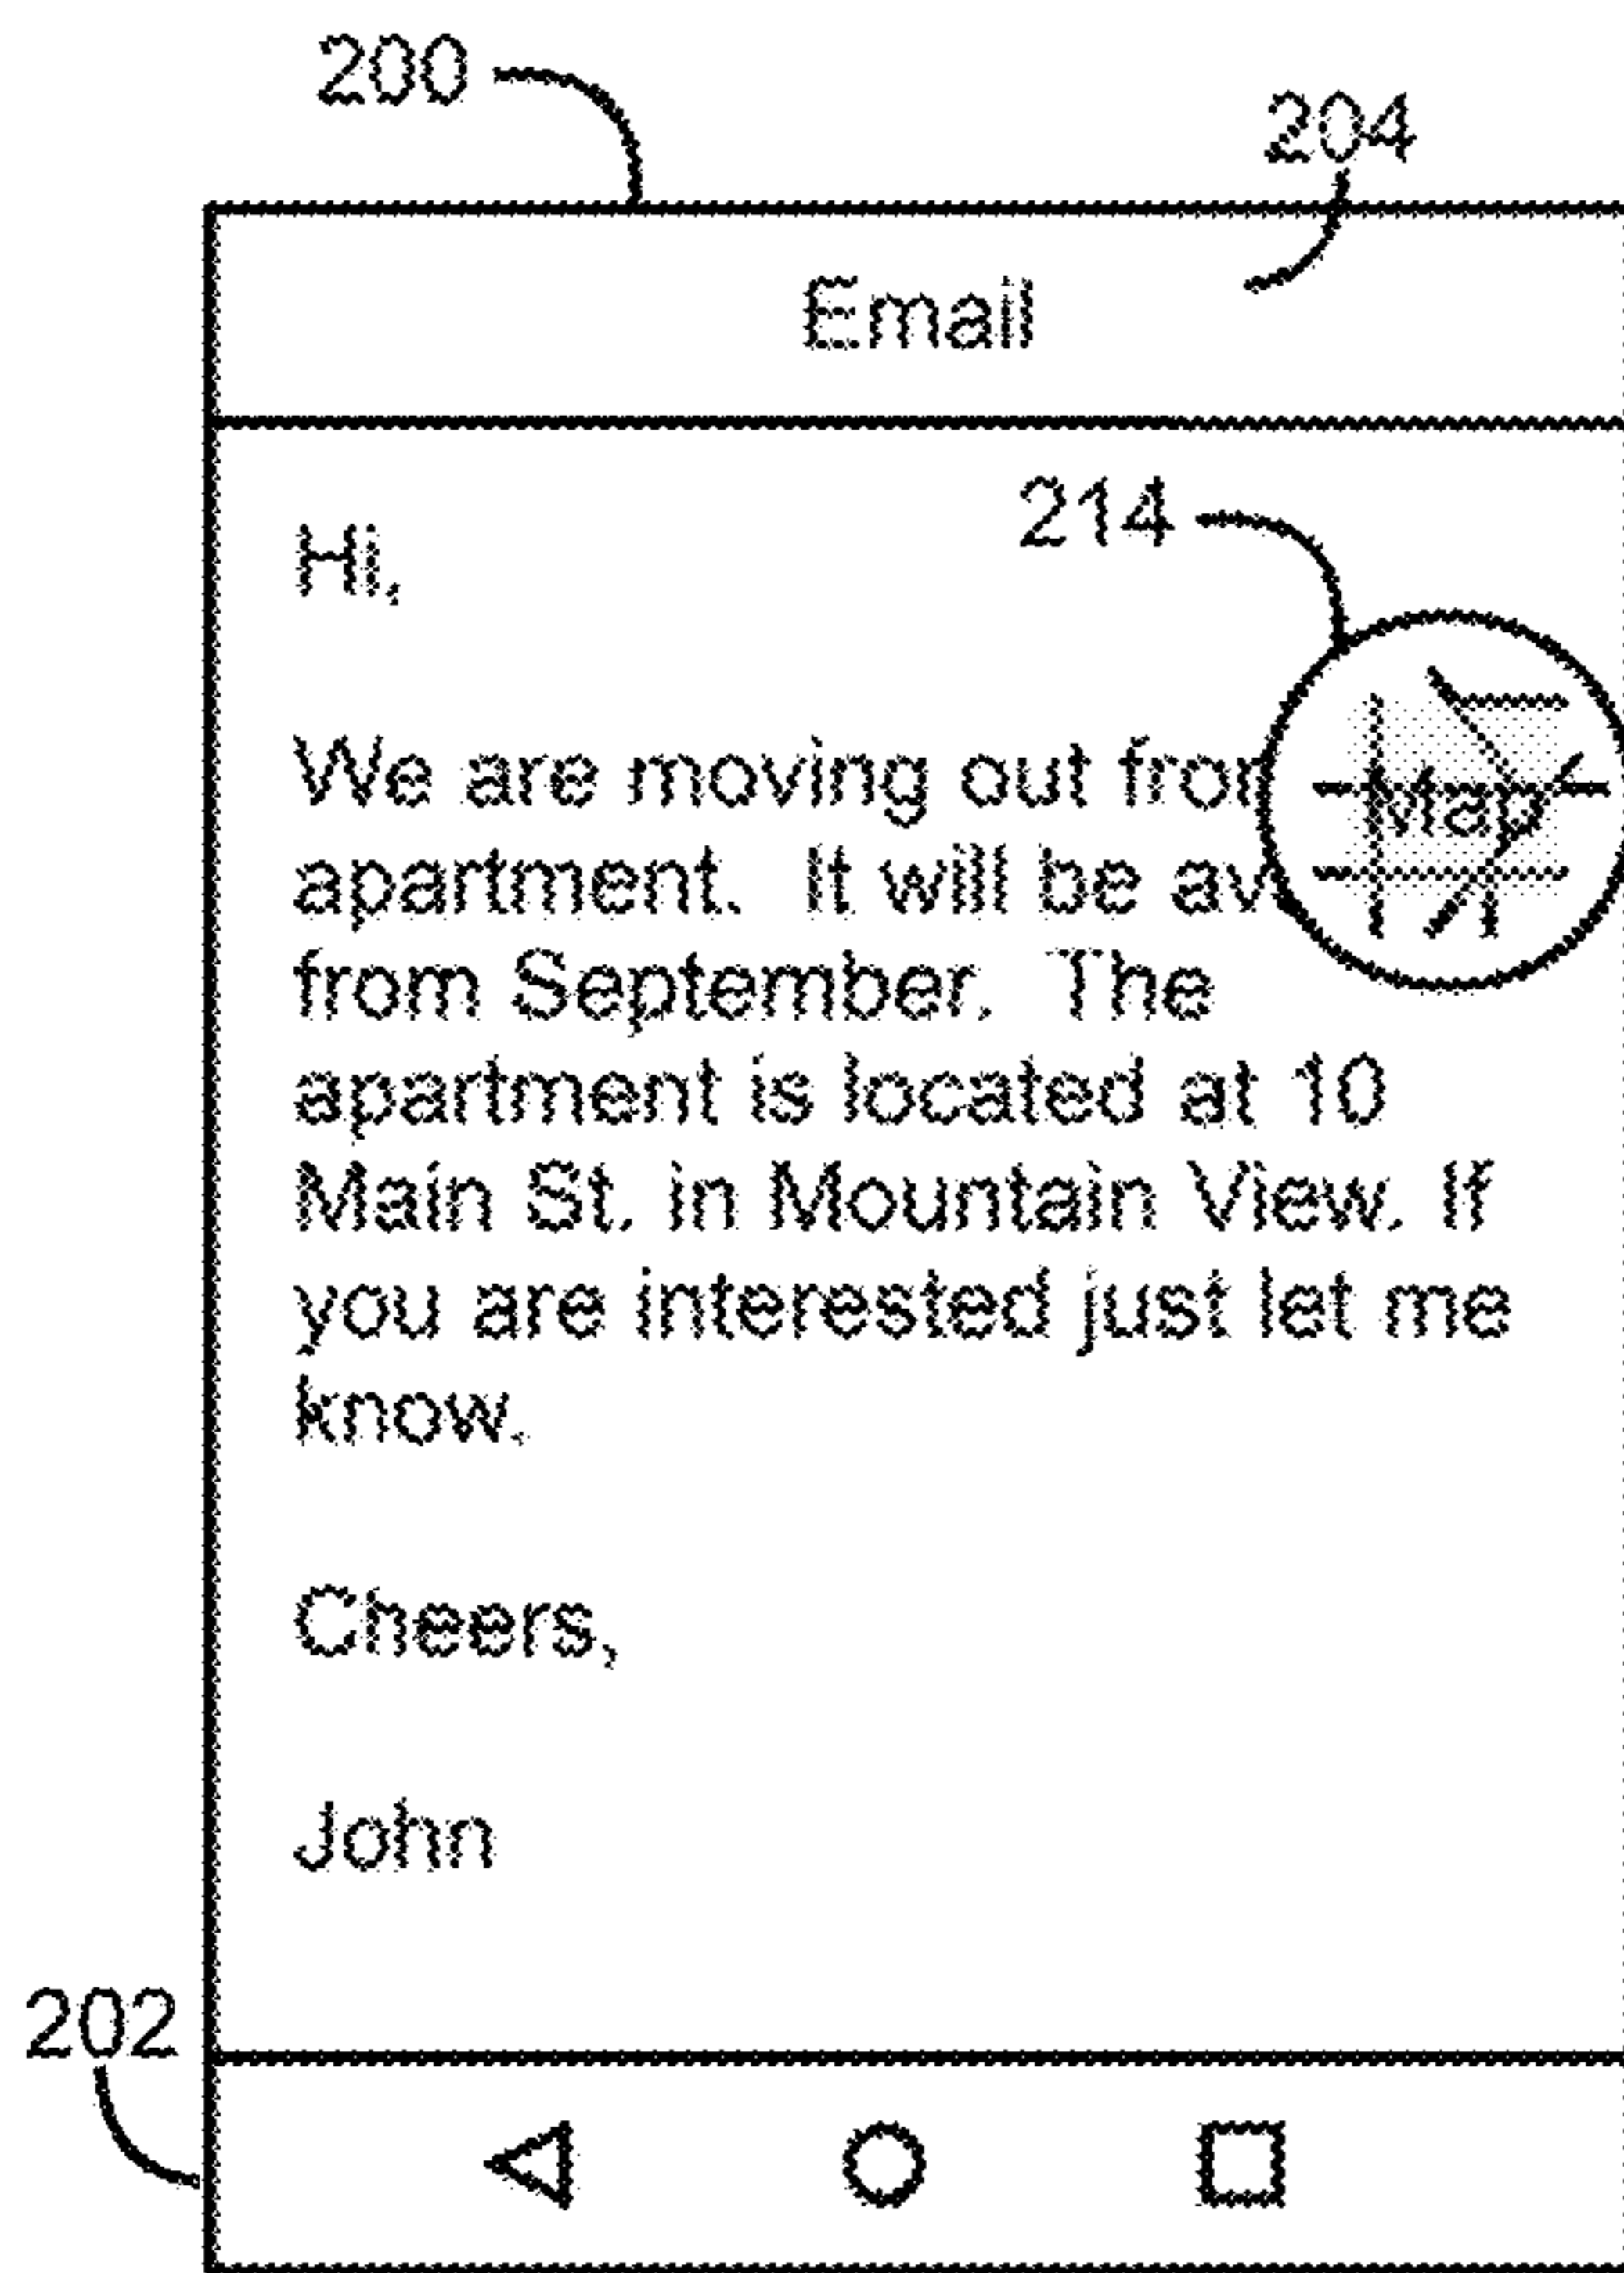 200
204
Email
214
Hi,
Map
We are moving out
apartment. It will be
from September. The
apartment is located at 10
Main St. in Mountain View. If
you are interested just let me
know.
Cheers,
John
202